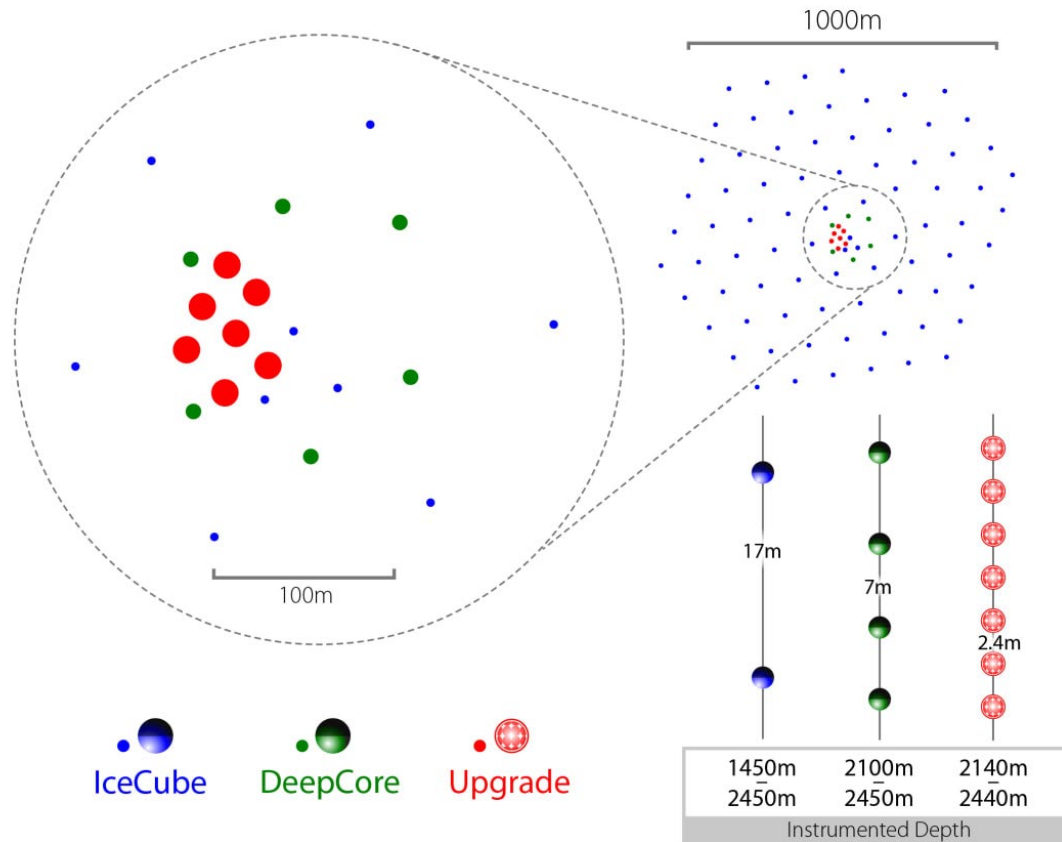 1000m
100m
17m
7m
2.4m
IceCube
DeepCore
Upgrade
1450m
–
2450m
2100m
–
2450m
2140m
–
2440m
Instrumented Depth